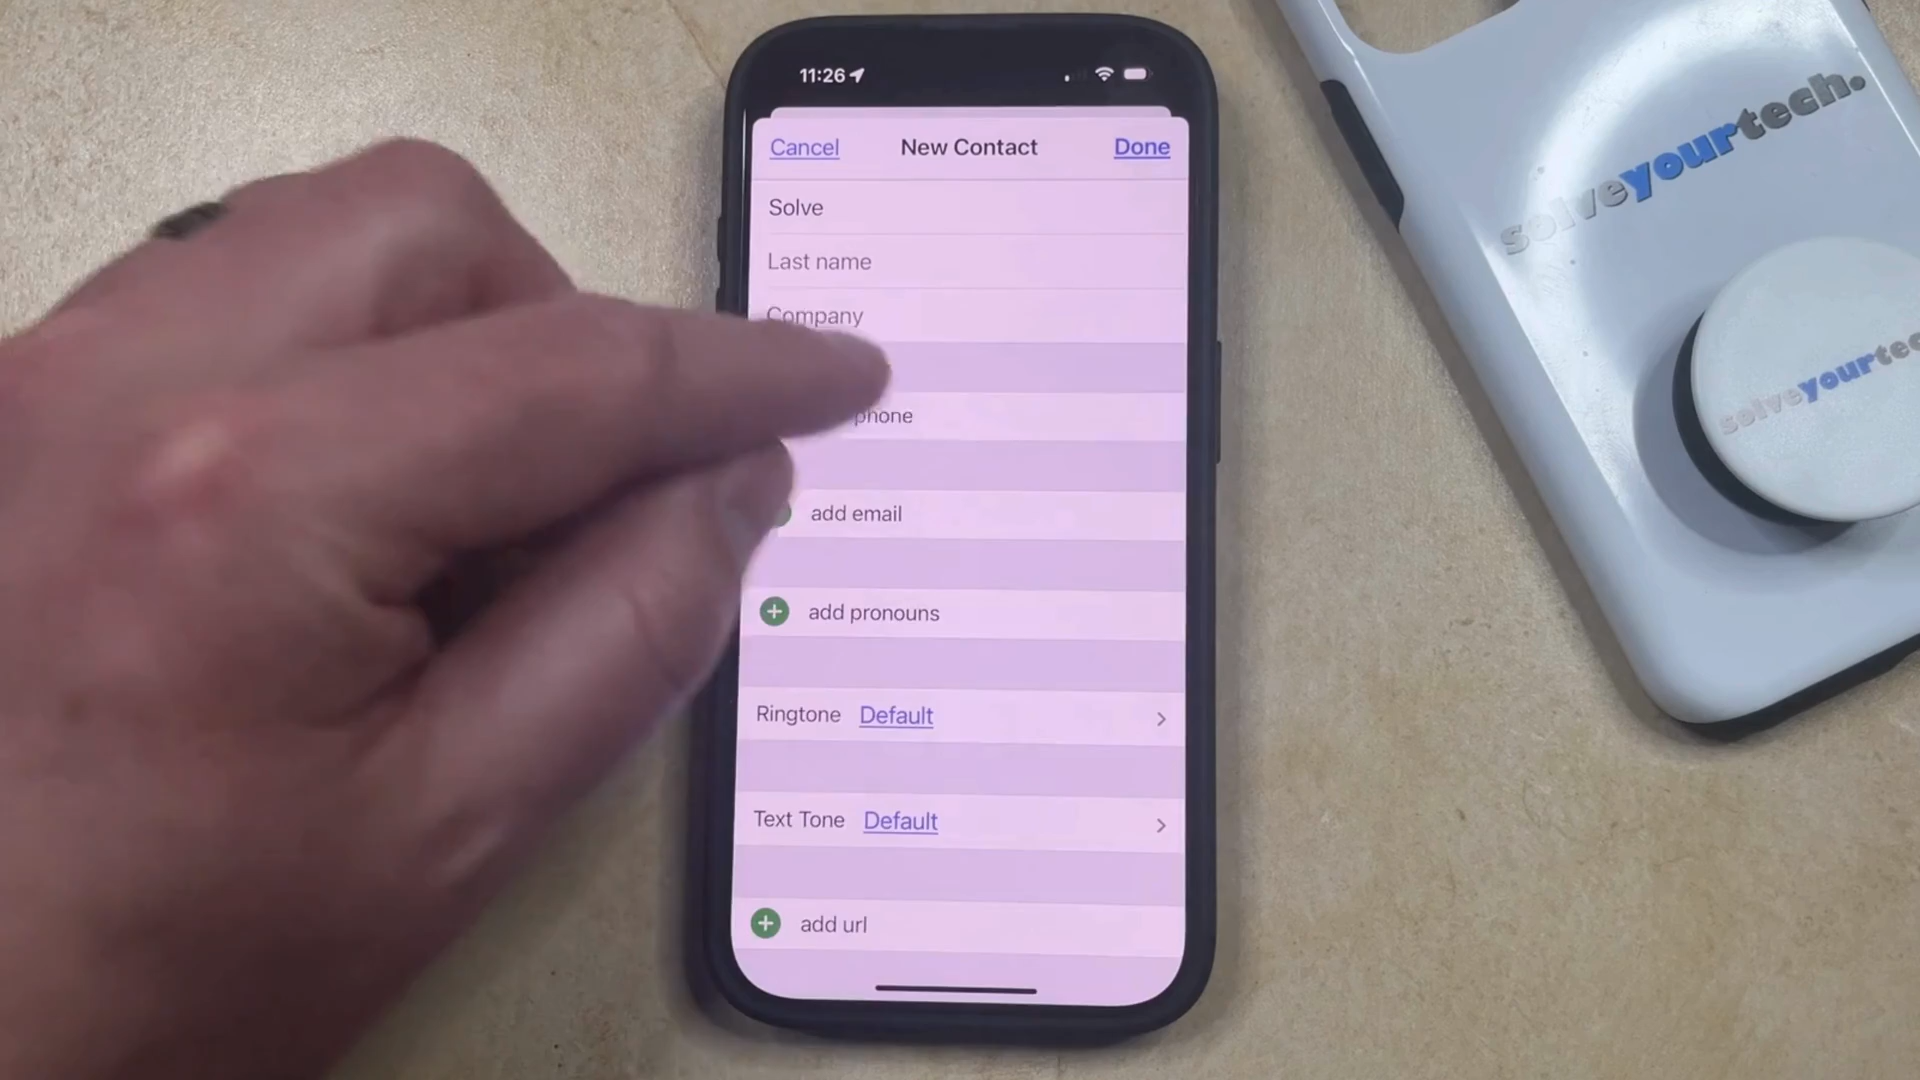 11:26
Cancel New Contact Done
Solve
Last name
Company
phone
add email
add pronouns
Ringtone Default
Text Tone Default
add url
solveyourtech.
solveyourtec